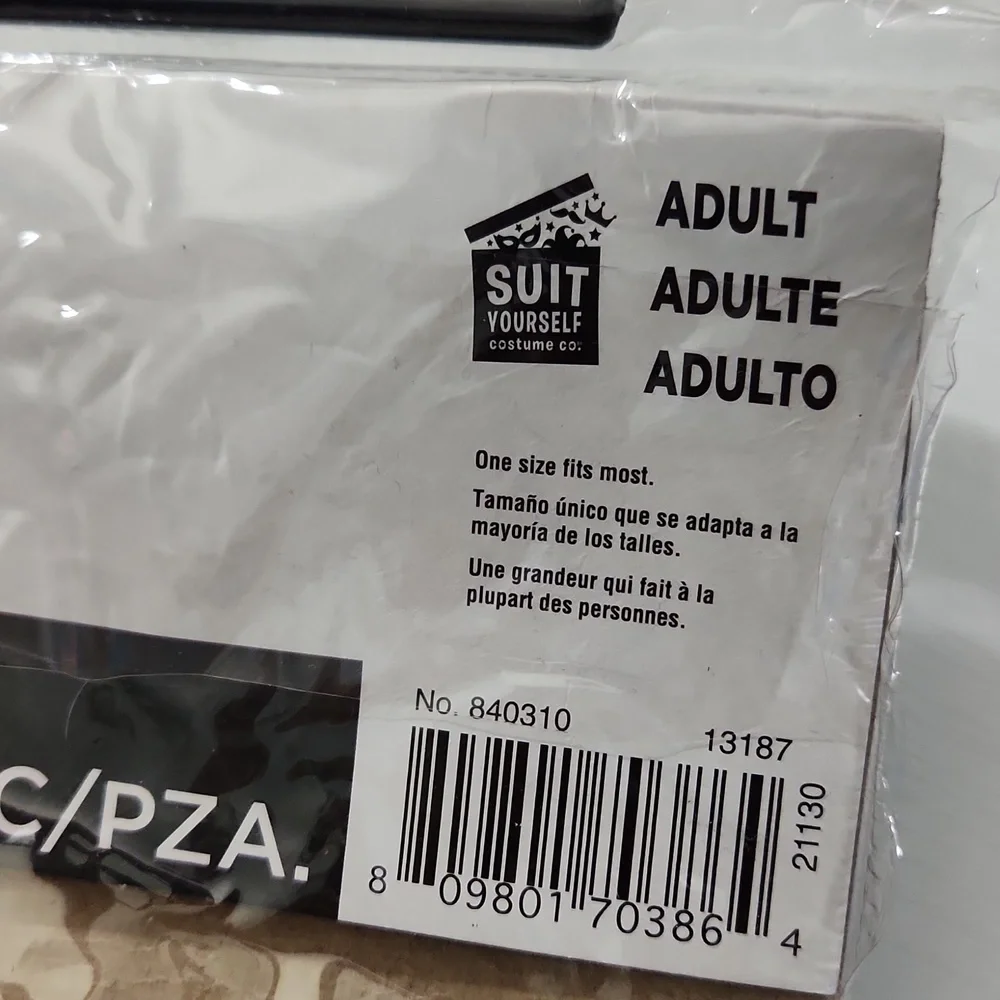 SUIT
YOURSELF
costume co.
ADULT
ADULTE
ADULTO
One size fits most.
Tamaño único que se adapta a la
mayoría de los talles.
Une grandeur qui fait à la
plupart des personnes.
No. 840310
13187
21130
8 09801 70386 4
C/PZA.